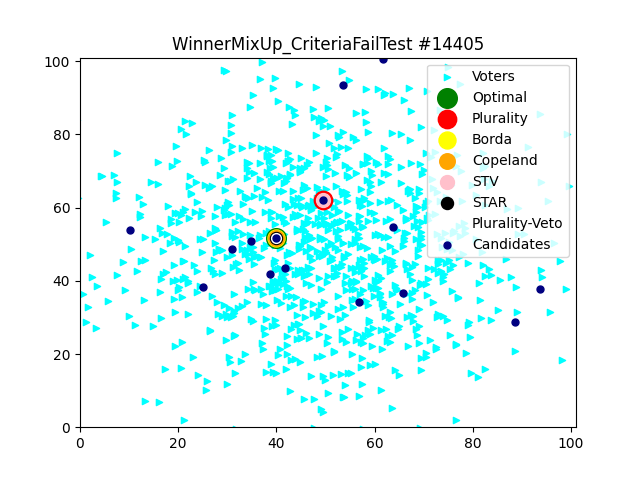 WinnerMixUp_CriteriaFailTest #14405
Voters
Optimal
Plurality
Borda
Copeland
STV
STAR
Plurality-Veto
Candidates
100
80
60
40
20
0
0 20 40 60 80 100